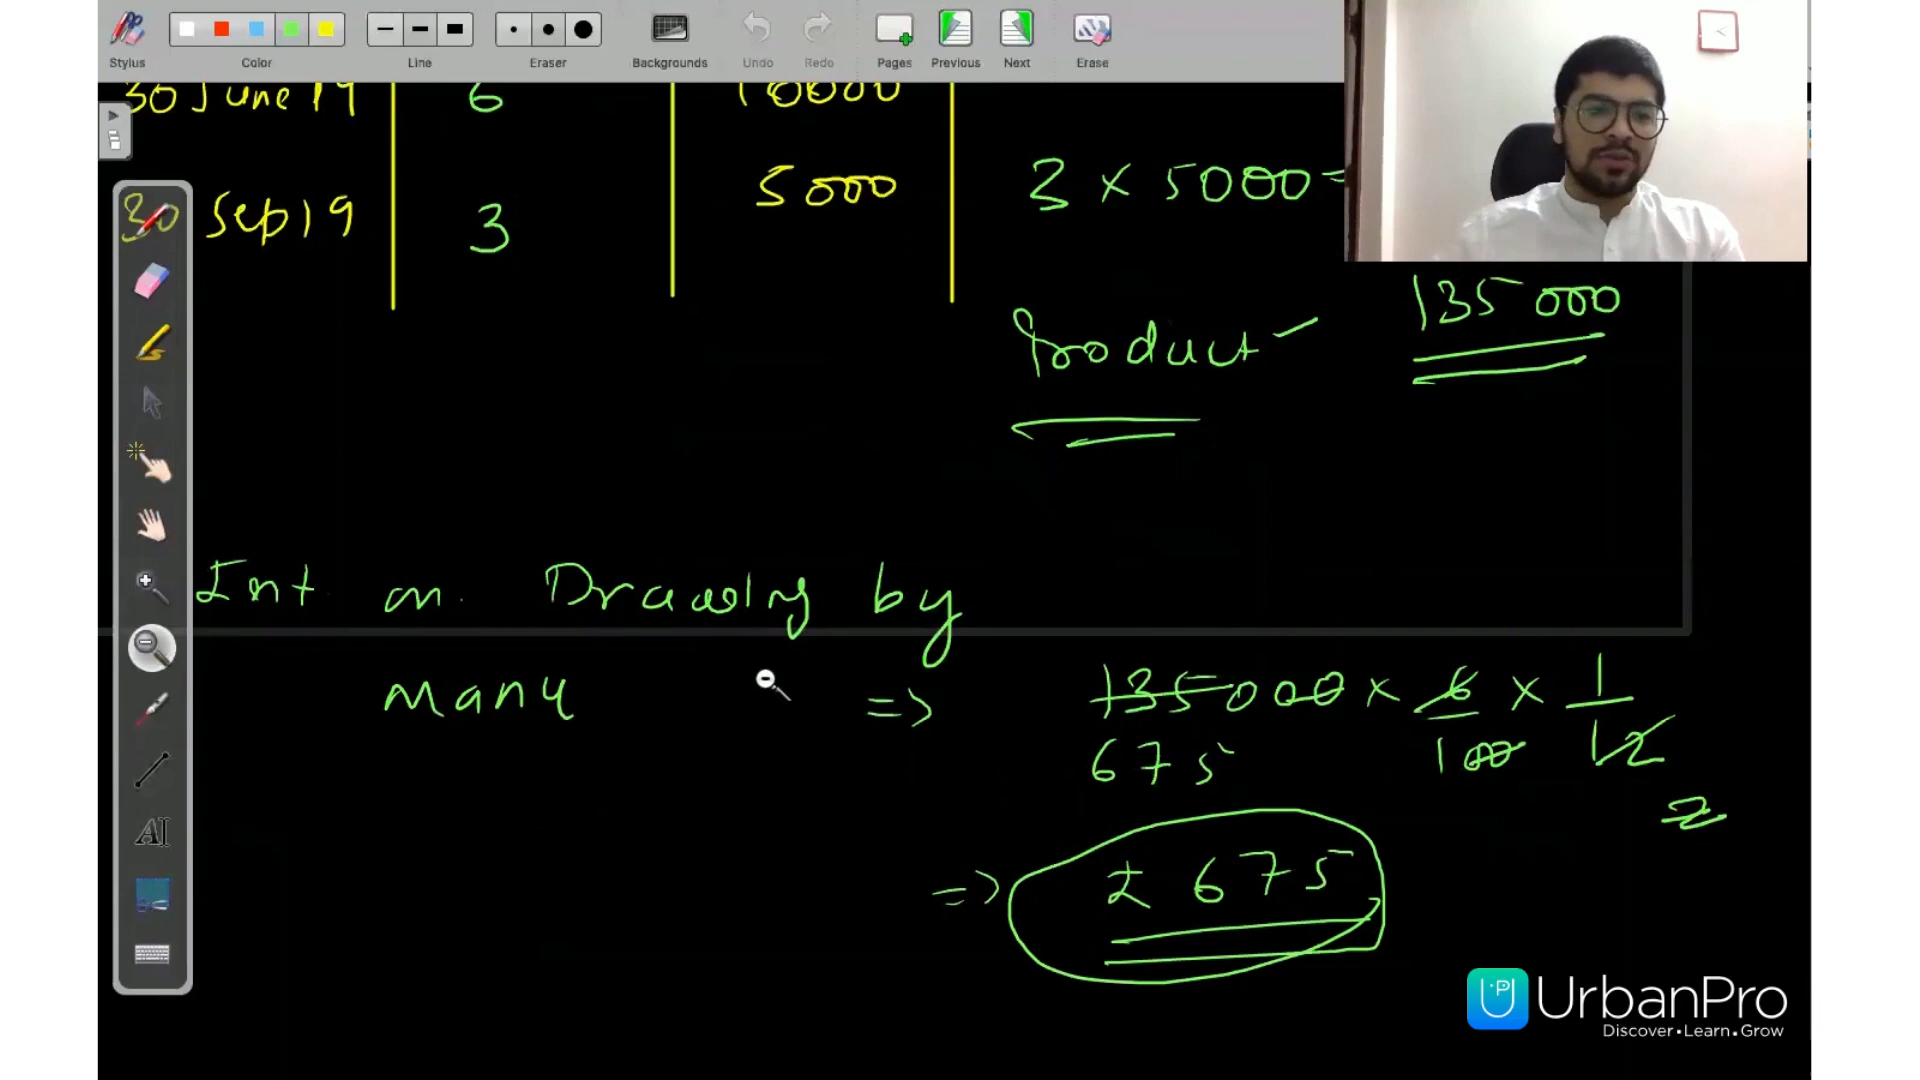 Stylus
Color
Line
Eraser
Backgrounds
Undo
Redo
Pages
Previous
Next
Erase
30 June 19 6 10000
30 Sep 19 3 5000 3 x 5000=
135000
Product -
Int on. Drawing by
Manu => 135000 x 6/100 x 1/12
675 2
=> ₹ 675
AI
UrbanPro
Discover•Learn•Grow